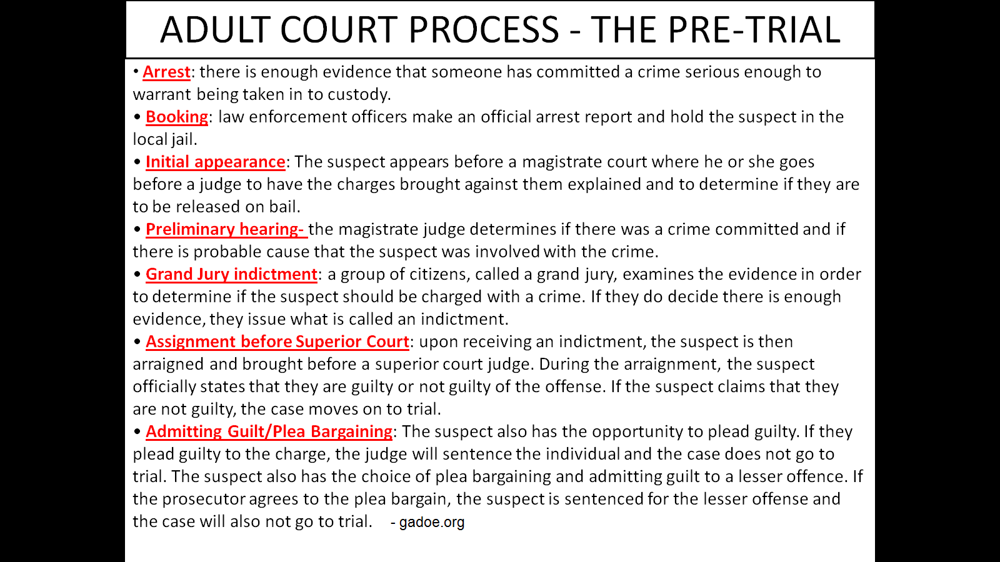 ADULT COURT PROCESS - THE PRE-TRIAL
• Arrest: there is enough evidence that someone has committed a crime serious enough to
warrant being taken in to custody.
• Booking: law enforcement officers make an official arrest report and hold the suspect in the
local jail.
• Initial appearance: The suspect appears before a magistrate court where he or she goes
before a judge to have the charges brought against them explained and to determine if they are
to be released on bail.
• Preliminary hearing- the magistrate judge determines if there was a crime committed and if
there is probable cause that the suspect was involved with the crime.
• Grand Jury indictment: a group of citizens, called a grand jury, examines the evidence in order
to determine if the suspect should be charged with a crime. If they do decide there is enough
evidence, they issue what is called an indictment.
• Assignment before Superior Court: upon receiving an indictment, the suspect is then
arraigned and brought before a superior court judge. During the arraignment, the suspect
officially states that they are guilty or not guilty of the offense. If the suspect claims that they
are not guilty, the case moves on to trial.
• Admitting Guilt/Plea Bargaining: The suspect also has the opportunity to plead guilty. If they
plead guilty to the charge, the judge will sentence the individual and the case does not go to
trial. The suspect also has the choice of plea bargaining and admitting guilt to a lesser offence. If
the prosecutor agrees to the plea bargain, the suspect is sentenced for the lesser offense and
the case will also not go to trial. - gadoe.org